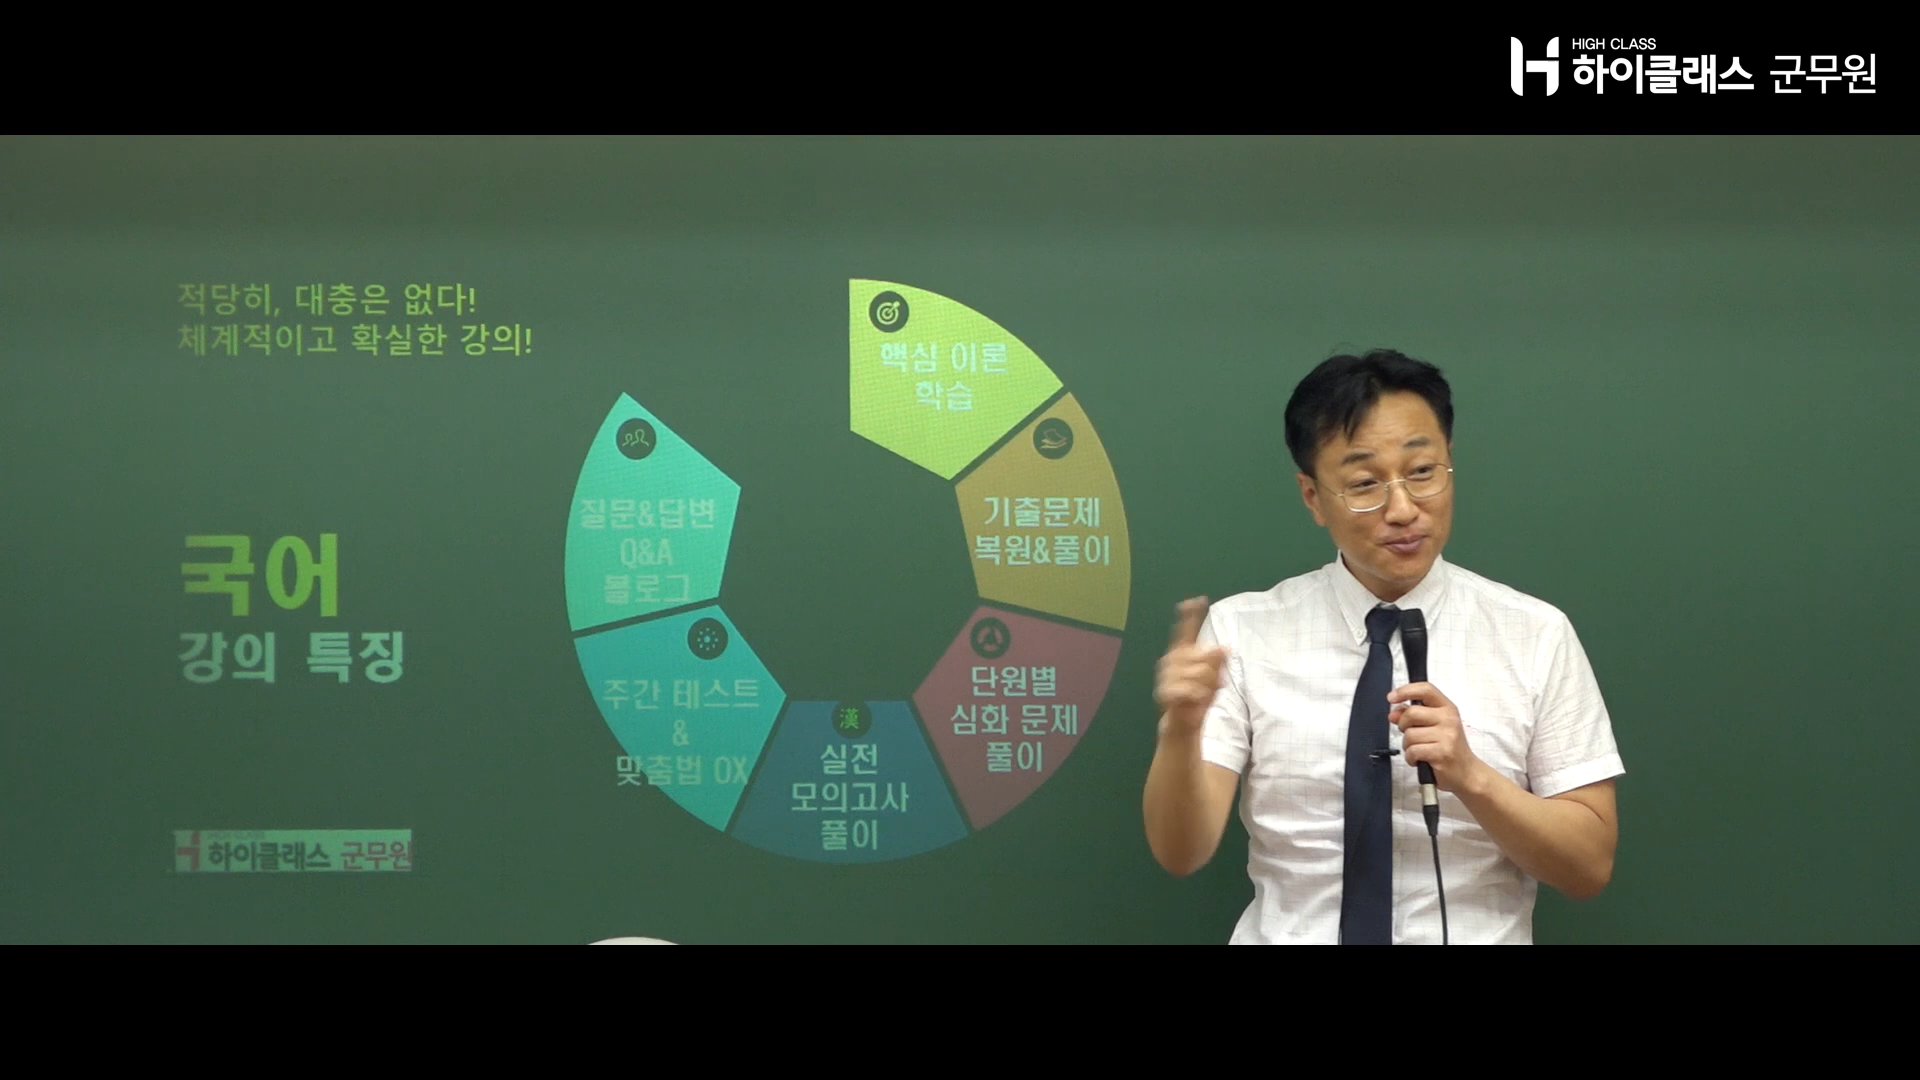 HIGH CLASS
하이클래스 군무원
적당히, 대충은 없다!
체계적이고 확실한 강의!
국어
강의 특징
하이클래스 군무원
핵심 이론
학습
기출문제
복원&풀이
단원별
심화 문제
풀이
漢
실전
모의고사
풀이
주간 테스트
&
맞춤법 OX
질문&답변
Q&A
블로그